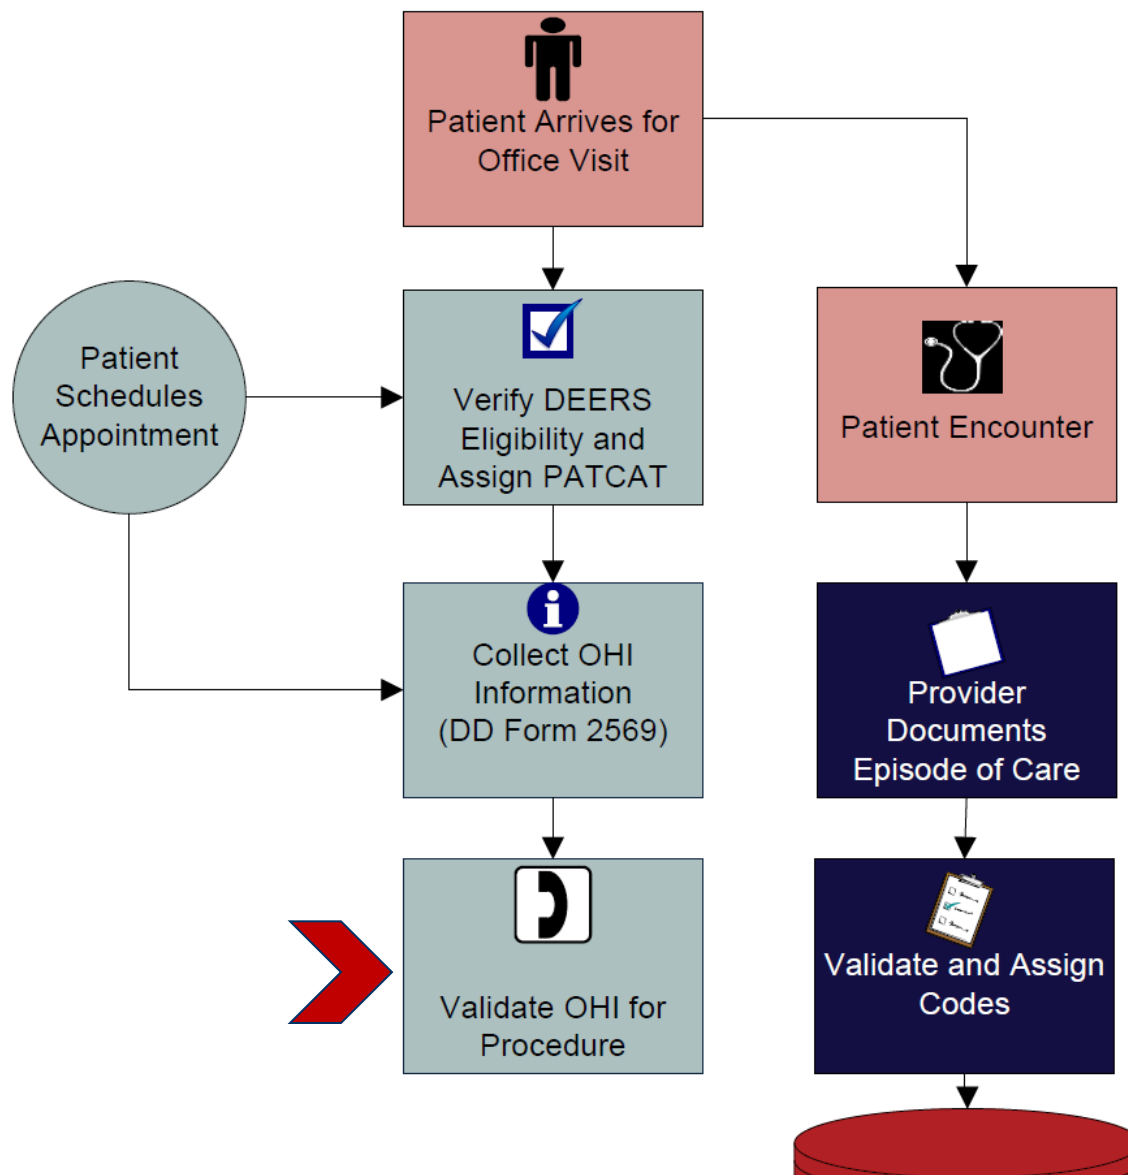 Patient Arrives for
Office Visit
Patient
Schedules
Appointment
Verify DEERS
Eligibility and
Assign PATCAT
Patient Encounter
Collect OHI
Information
(DD Form 2569)
Provider
Documents
Episode of Care
Validate OHI for
Procedure
Validate and Assign
Codes